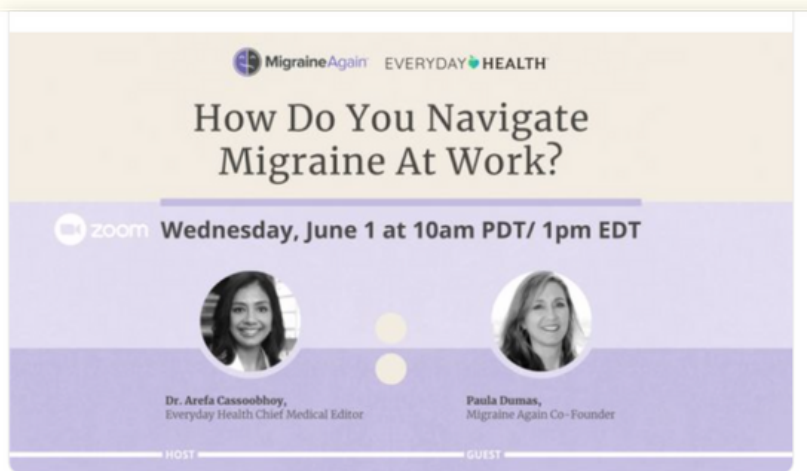 MigraineAgain EVERYDAY HEALTH
How Do You Navigate
Migraine At Work?
zoom Wednesday, June 1 at 10am PDT/ 1pm EDT
Dr. Arefa Cassoobhoy,
Everyday Health Chief Medical Editor
Paula Dumas,
Migraine Again Co-Founder
HOST
GUEST